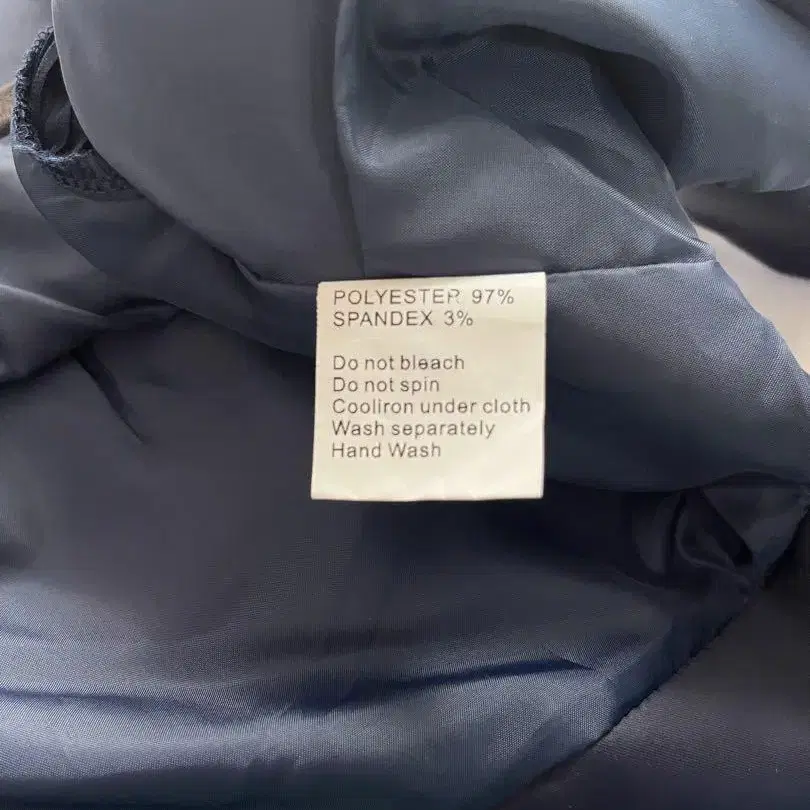 POLYESTER 97%
SPANDEX 3%
Do not bleach
Do not spin
Cooliron under cloth
Wash separately
Hand Wash